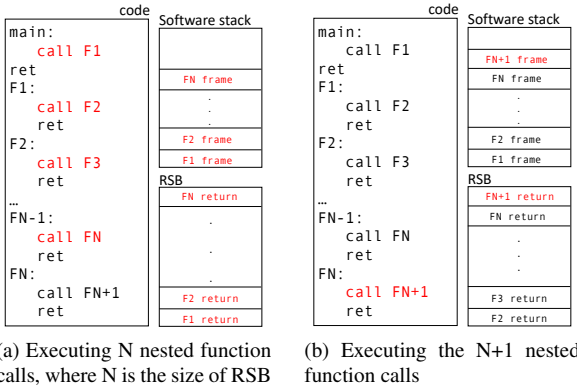 code
main:
call F1
ret
F1:
call F2
ret
F2:
call F3
ret
…
FN-1:
call FN
ret
FN:
call FN+1
ret
Software stack
FN frame
.
.
.
F2 frame
F1 frame
RSB
FN return
.
.
.
F2 return
F1 return
(a) Executing N nested function
calls, where N is the size of RSB
code
main:
call F1
ret
F1:
call F2
ret
F2:
call F3
ret
…
FN-1:
call FN
ret
FN:
call FN+1
ret
Software stack
FN+1 frame
FN frame
.
.
.
F2 frame
F1 frame
RSB
FN+1 return
FN return
.
.
.
F3 return
F2 return
(b) Executing the N+1 nested
function calls